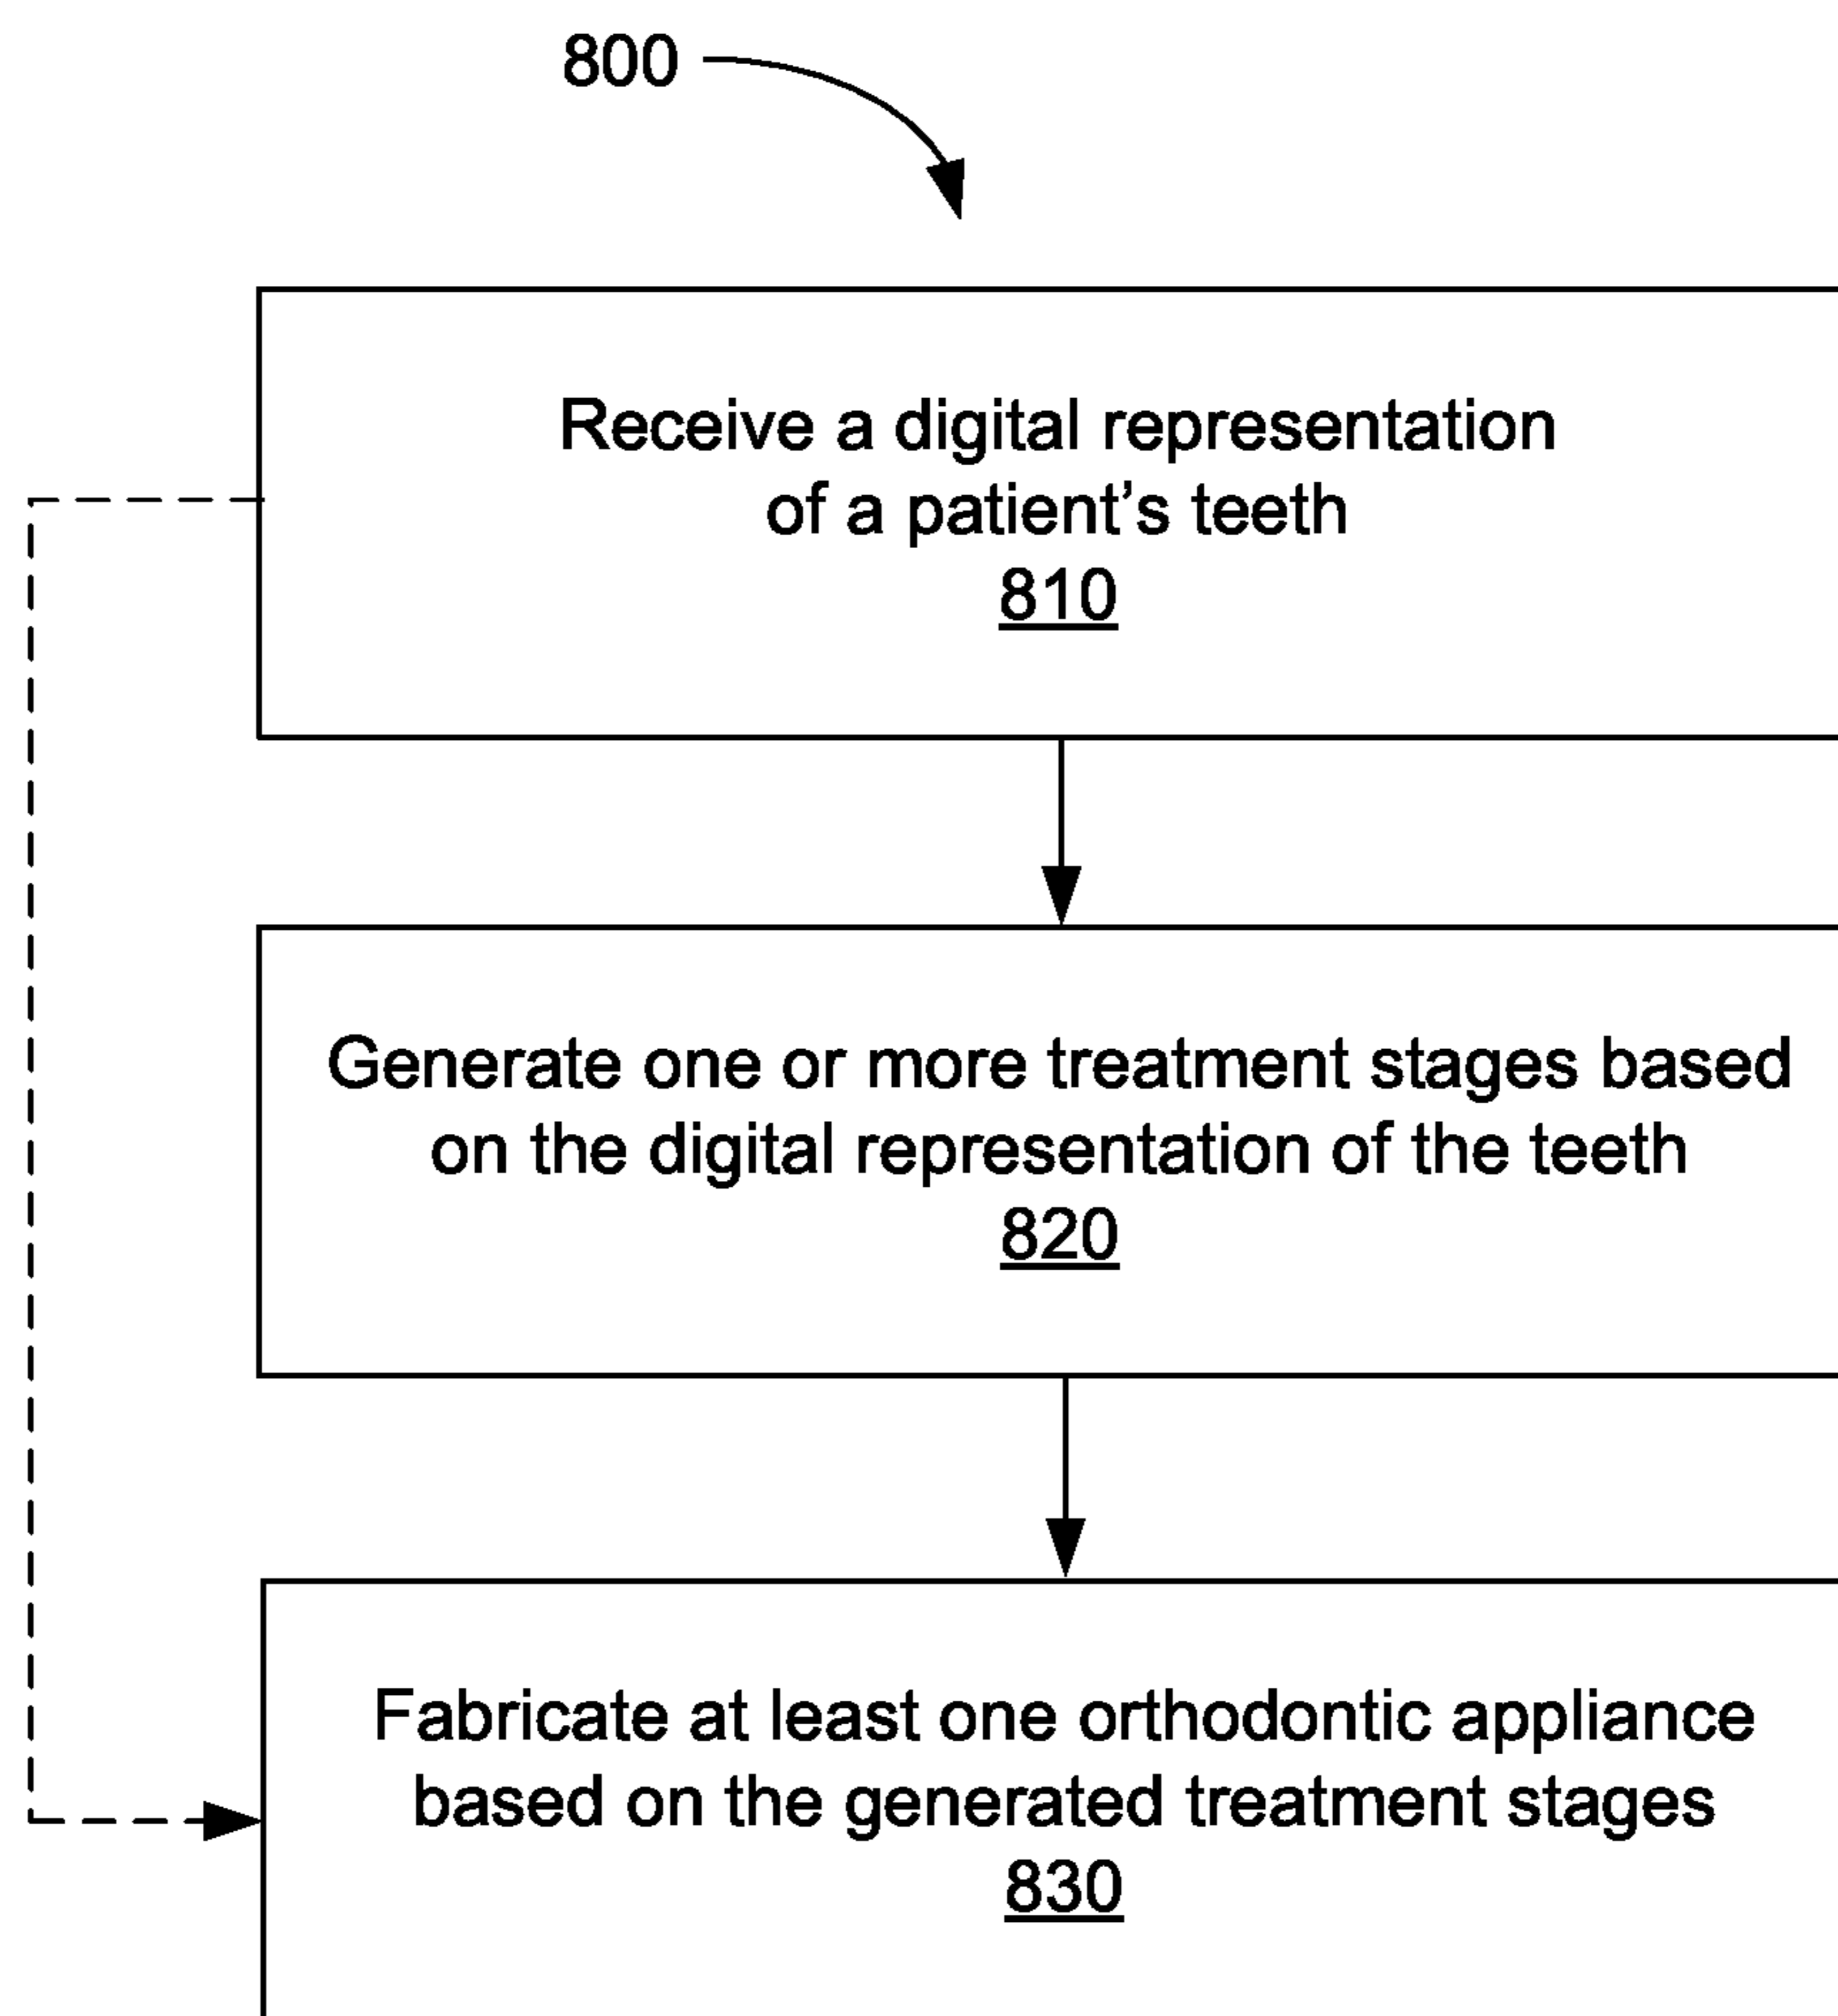 800
Receive a digital representation
of a patient’s teeth
810
Generate one or more treatment stages based
on the digital representation of the teeth
820
Fabricate at least one orthodontic appliance
based on the generated treatment stages
830